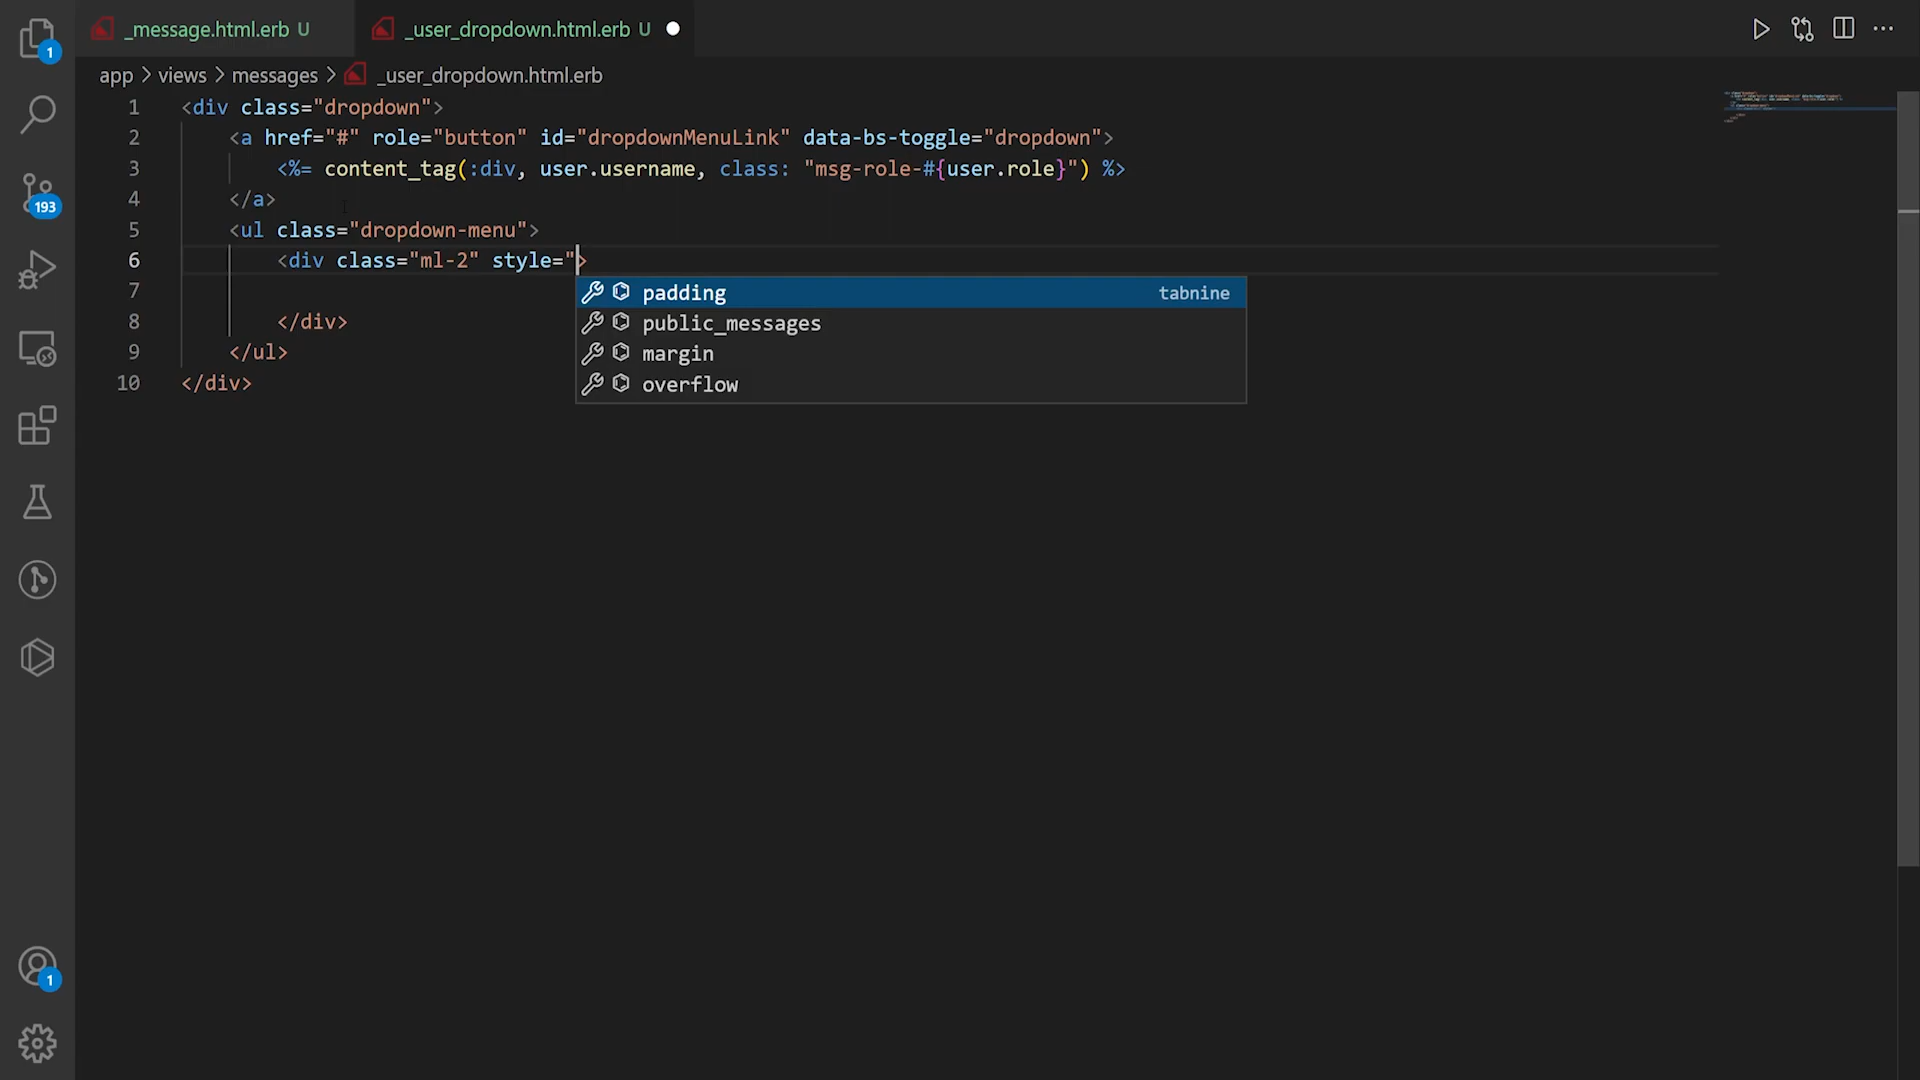 _message.html.erb U
_user_dropdown.html.erb U
app > views > messages > _user_dropdown.html.erb
1 <div class="dropdown">
2 <a href="#" role="button" id="dropdownMenuLink" data-bs-toggle="dropdown">
3 <%= content_tag(:div, user.username, class: "msg-role-#{user.role}") %>
4 </a>
5 <ul class="dropdown-menu">
6 <div class="ml-2" style=">
padding tabnine
7
public_messages
8 </div>
margin
9 </ul>
overflow
10 </div>
1
193
1